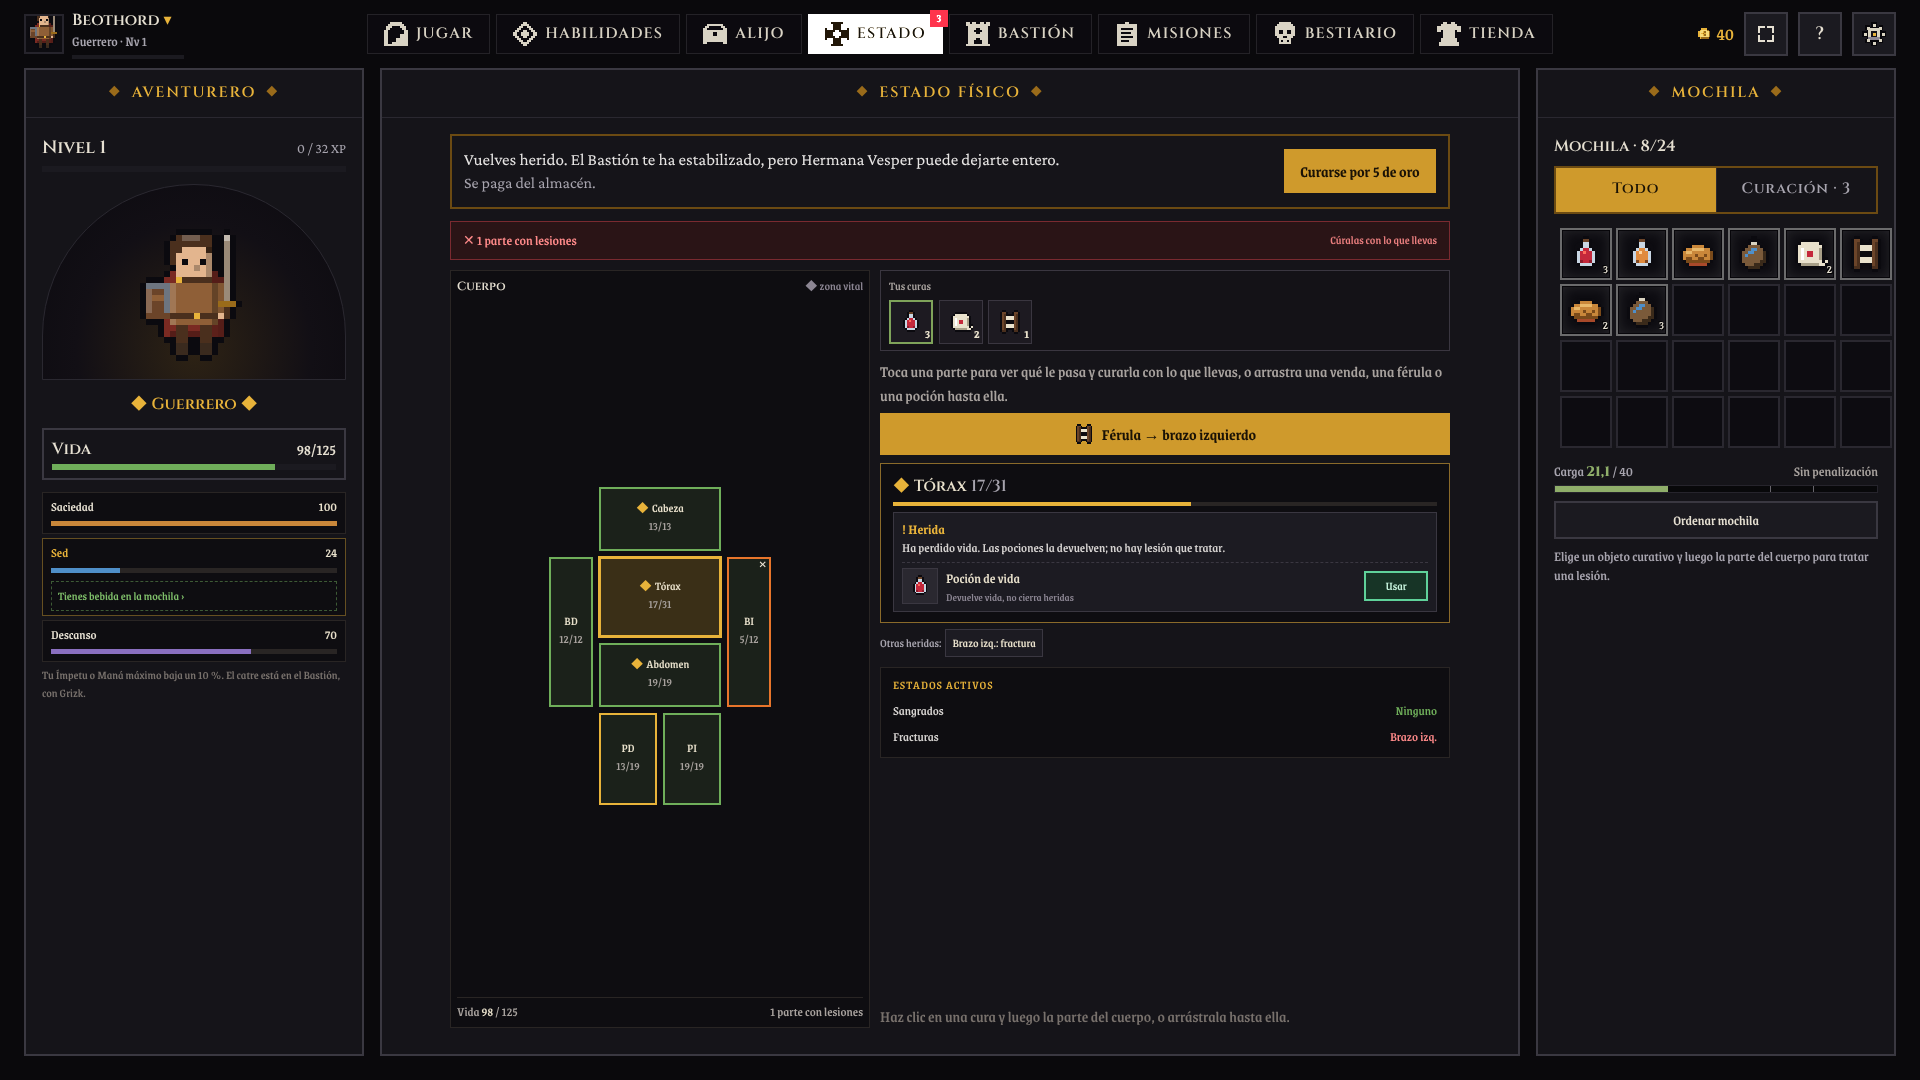 Beothord ▾
Guerrero · Nv 1
JUGAR
HABILIDADES
ALIJO
ESTADO
3
BASTIÓN
MISIONES
BESTIARIO
TIENDA
40
?
AVENTURERO
Nivel 1
0 / 32 XP
Guerrero
Vida
98/125
Saciedad
100
Sed
24
Tienes bebida en la mochila ›
Descanso
70
Tu Ímpetu o Maná máximo baja un 10 %. El catre está en el Bastión,
con Grizk.
ESTADO FÍSICO
Vuelves herido. El Bastión te ha estabilizado, pero Hermana Vesper puede dejarte entero.
Se paga del almacén.
Curarse por 5 de oro
✕ 1 parte con lesiones
Cúralas con lo que llevas
Cuerpo
zona vital
Cabeza
13/13
BD
12/12
Tórax
17/31
✕
BI
5/12
Abdomen
19/19
PD
13/19
PI
19/19
Vida 98 / 125
1 parte con lesiones
Tus curas
3
2
1
Toca una parte para ver qué le pasa y curarla con lo que llevas, o arrastra una venda, una férula o
una poción hasta ella.
Férula → brazo izquierdo
Tórax 17/31
! Herida
Ha perdido vida. Las pociones la devuelven; no hay lesión que tratar.
Poción de vida
Devuelve vida, no cierra heridas
Usar
Otras heridas:
Brazo izq.: fractura
ESTADOS ACTIVOS
Sangrados
Ninguno
Fracturas
Brazo izq.
Haz clic en una cura y luego la parte del cuerpo, o arrástrala hasta ella.
MOCHILA
Mochila · 8/24
Todo
Curación · 3
3
2
2
3
Carga 21,1 / 40
Sin penalización
Ordenar mochila
Elige un objeto curativo y luego la parte del cuerpo para tratar
una lesión.